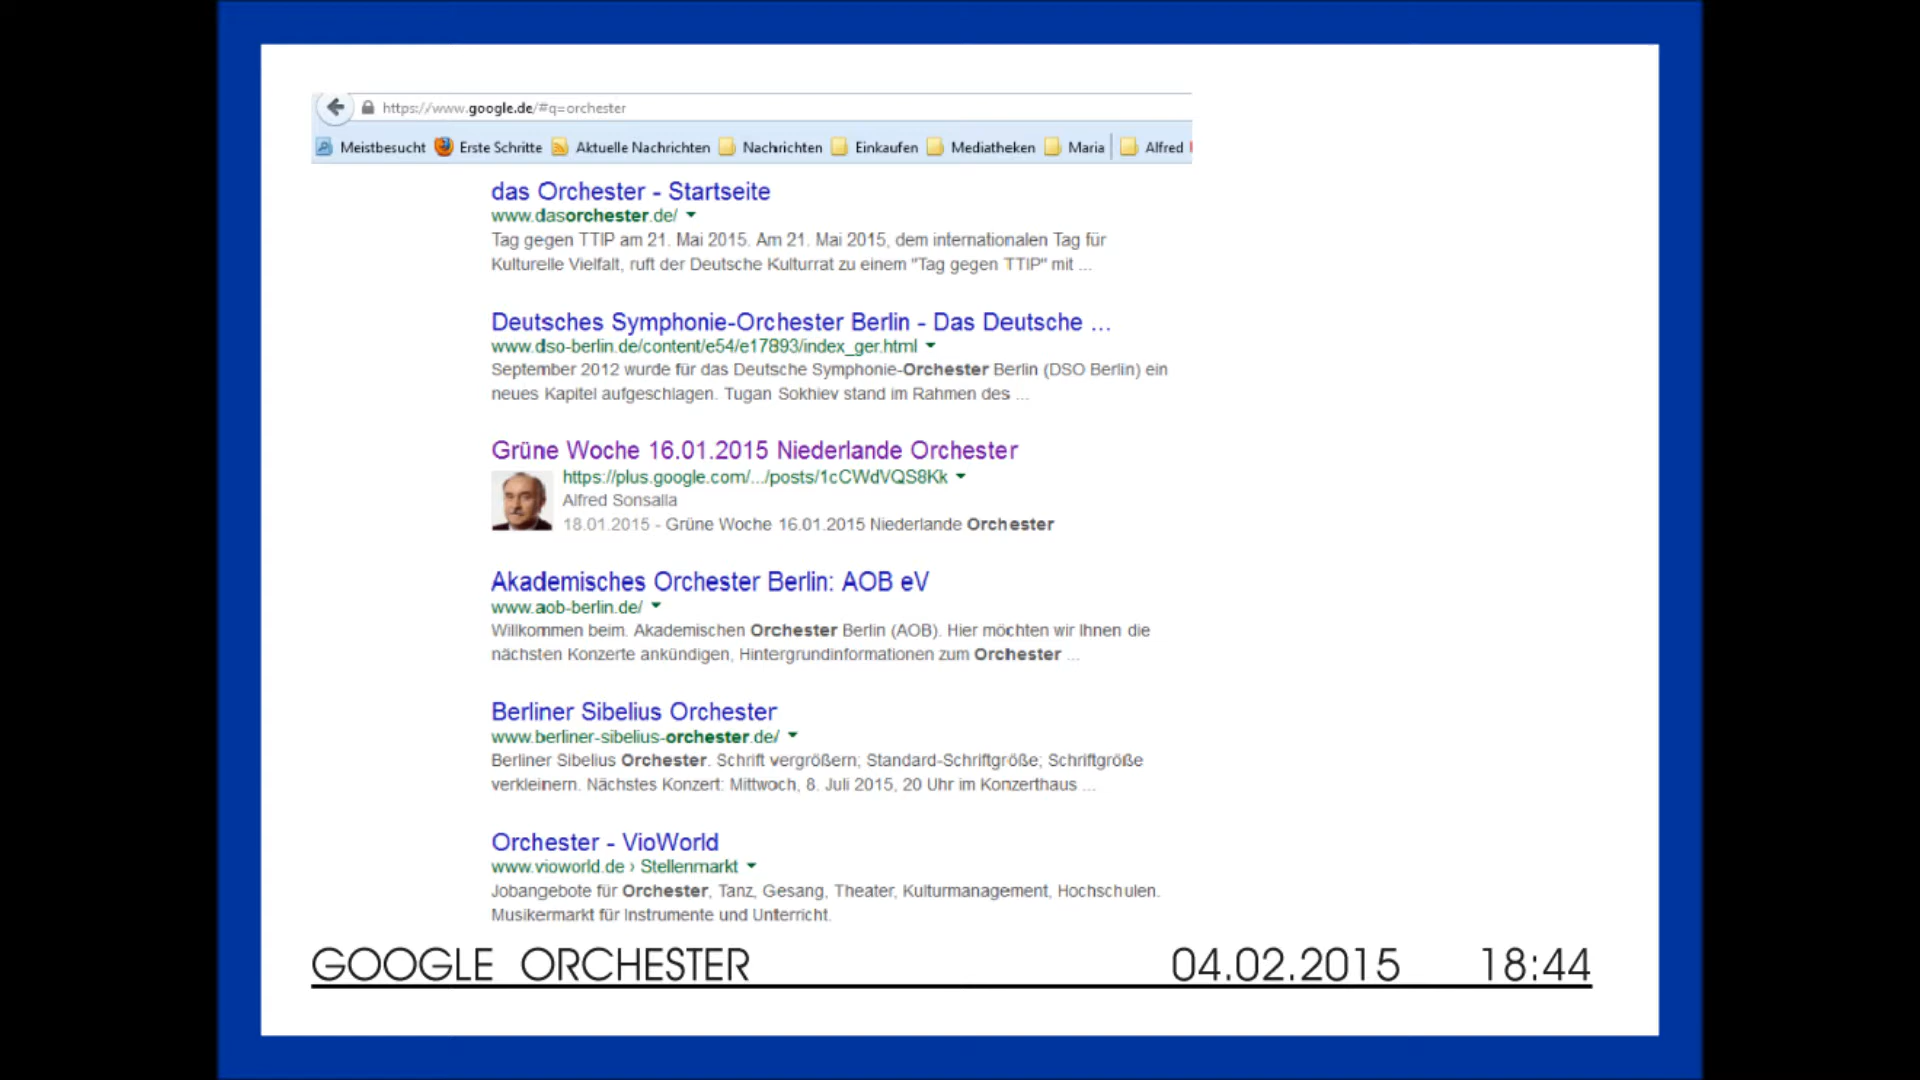 https://www.google.de/#q=orchester
Meistbesucht Erste Schritte Aktuelle Nachrichten Nachrichten Einkaufen Mediatheken Maria Alfred
das Orchester - Startseite
www.dasorchester.de/
Tag gegen TTIP am 21. Mai 2015. Am 21. Mai 2015, dem internationalen Tag für
Kulturelle Vielfalt, ruft der Deutsche Kulturrat zu einem "Tag gegen TTIP" mit ...
Deutsches Symphonie-Orchester Berlin - Das Deutsche ...
www.dso-berlin.de/content/e54/e17893/index_ger.html
September 2012 wurde für das Deutsche Symphonie-Orchester Berlin (DSO Berlin) ein
neues Kapitel aufgeschlagen. Tugan Sokhiev stand im Rahmen des ...
Grüne Woche 16.01.2015 Niederlande Orchester
https://plus.google.com/.../posts/1cCWdVQS8Kk
Alfred Sonsalla
18.01.2015 - Grüne Woche 16.01.2015 Niederlande Orchester
Akademisches Orchester Berlin: AOB eV
www.aob-berlin.de/
Willkommen beim. Akademischen Orchester Berlin (AOB). Hier möchten wir Ihnen die
nächsten Konzerte ankündigen, Hintergrundinformationen zum Orchester ...
Berliner Sibelius Orchester
www.berliner-sibelius-orchester.de/
Berliner Sibelius Orchester. Schrift vergrößern; Standard-Schriftgröße; Schriftgröße
verkleinern. Nächstes Konzert: Mittwoch, 8. Juli 2015, 20 Uhr im Konzerthaus ...
Orchester - VioWorld
www.vioworld.de › Stellenmarkt
Jobangebote für Orchester, Tanz, Gesang, Theater, Kulturmanagement, Hochschulen.
Musikermarkt für Instrumente und Unterricht.
GOOGLE ORCHESTER 04.02.2015 18:44